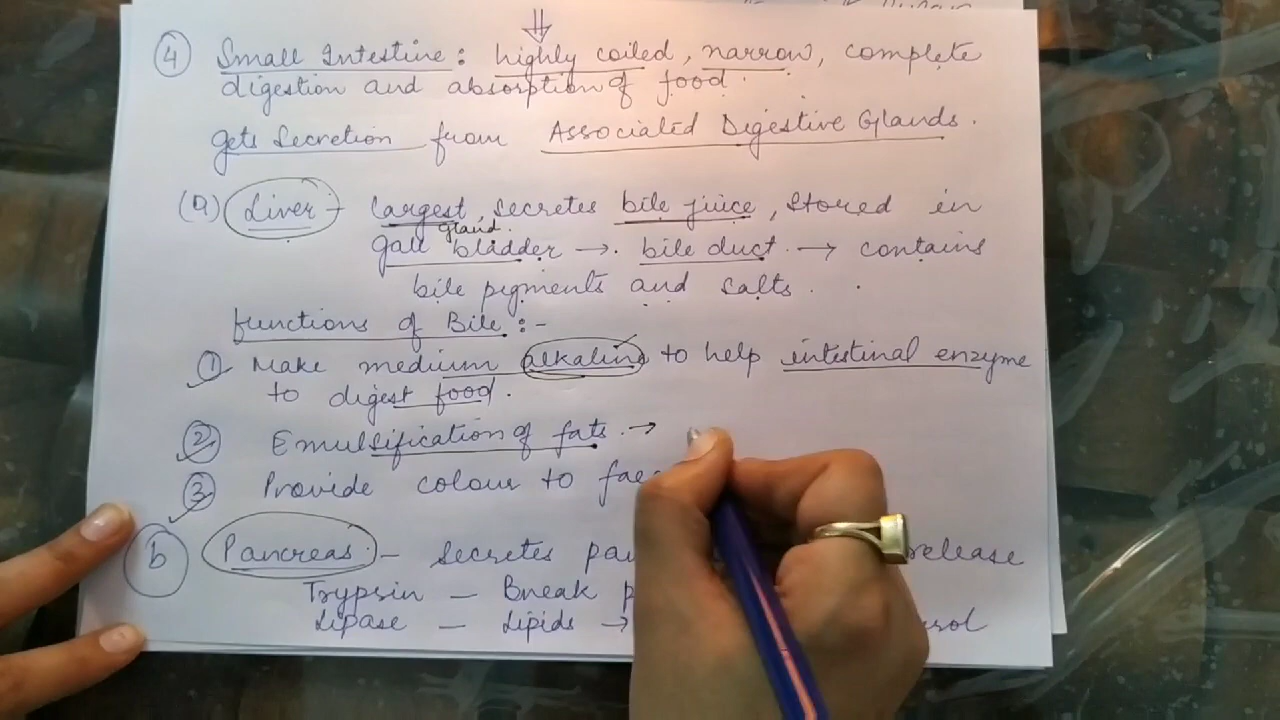 ④ Small Intestine : highly coiled, narrow, complete
digestion and absorption of food.
gets Secretion from Associated Digestive Glands.
(a) Liver :- largest, secretes bile juice, stored in
gland.
gall bladder → bile duct → contains
bile pigments and salts.
functions of Bile :-
① Make medium alkaline to help intestinal enzyme
to digest food.
② Emulsification of fats. →
③ Provide colour to
b Pancreas :- secretes release
Trypsin — Break
Lipase — Lipids →